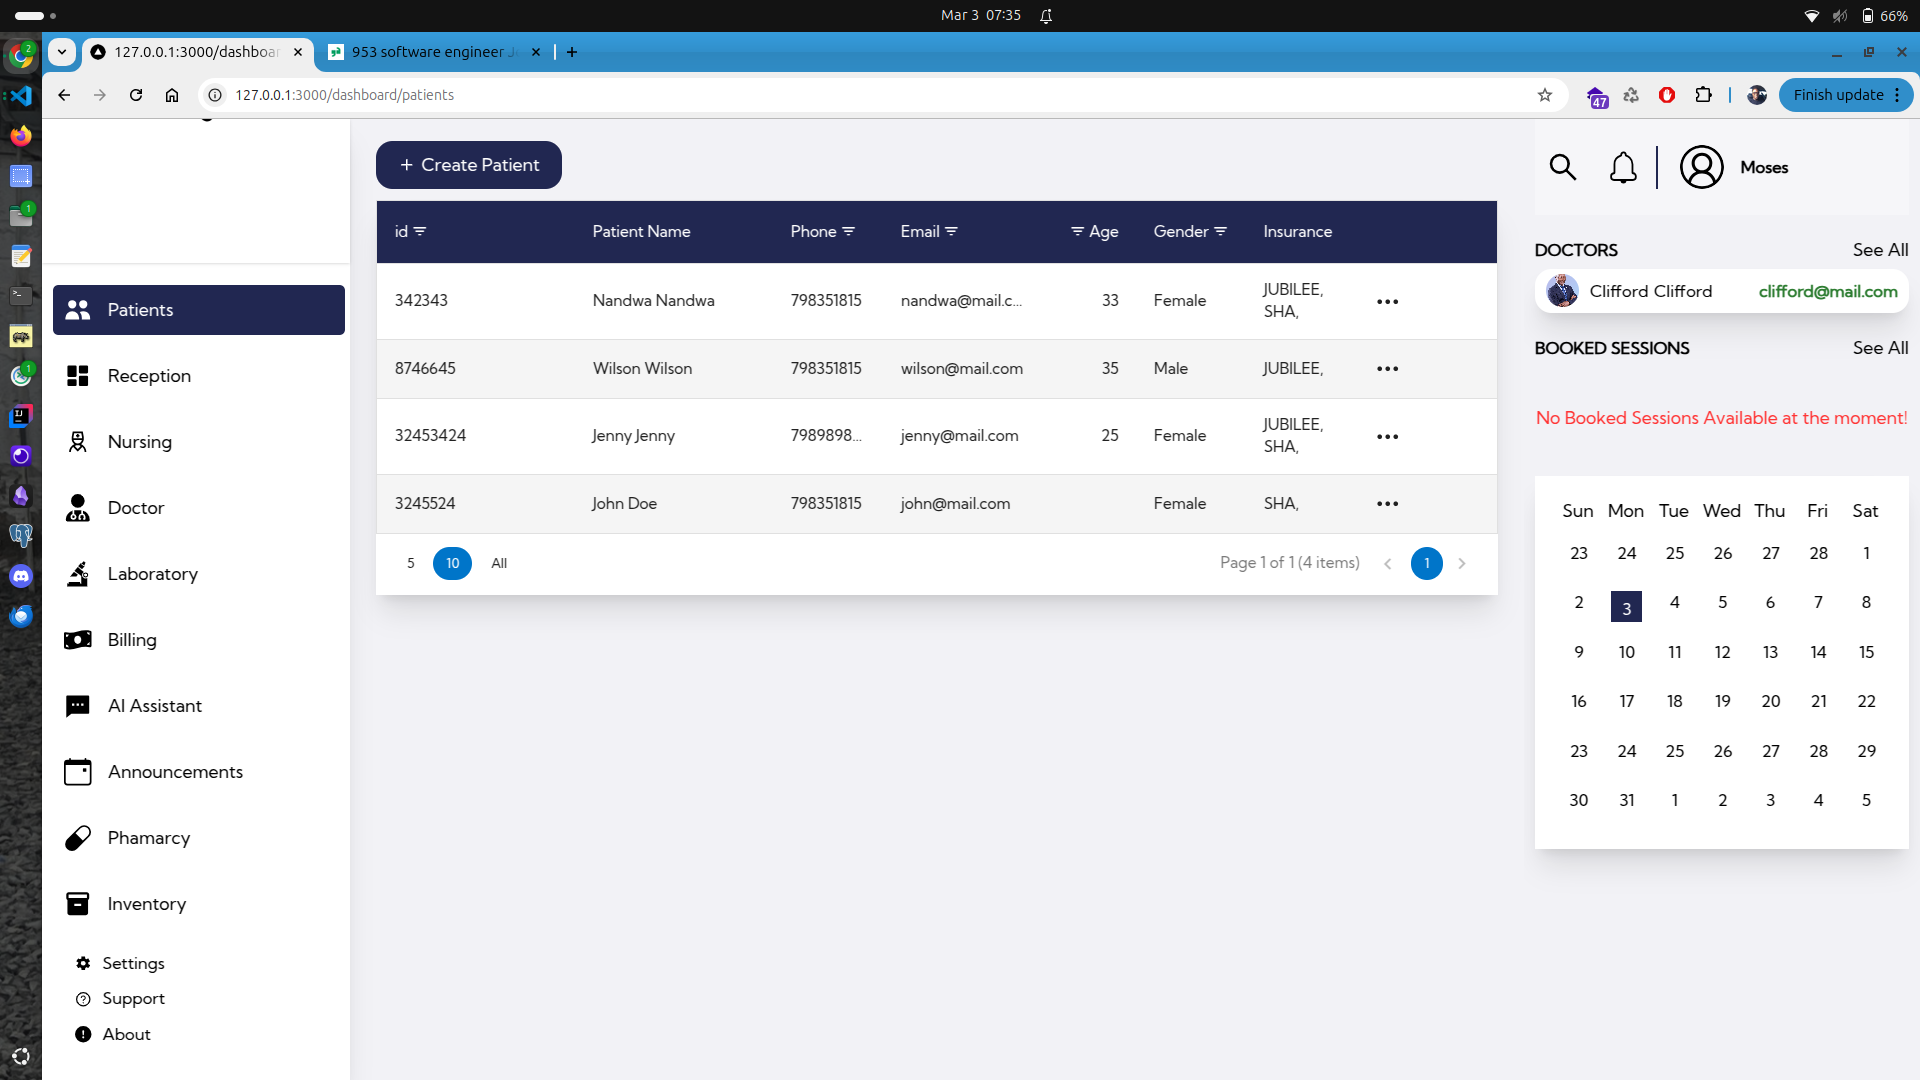 Mar 3 07:35
66%
127.0.0.1:3000/dashboar
953 software engineer Jo
127.0.0.1:3000/dashboard/patients
47
Finish update
2
1
1
Patients
Reception
Nursing
Doctor
Laboratory
Billing
AI Assistant
Announcements
Phamarcy
Inventory
Settings
Support
About
+ Create Patient
id Patient Name Phone Email Age Gender Insurance
342343 Nandwa Nandwa 798351815 nandwa@mail.c... 33 Female JUBILEE, SHA,
8746645 Wilson Wilson 798351815 wilson@mail.com 35 Male JUBILEE,
32453424 Jenny Jenny 7989898... jenny@mail.com 25 Female JUBILEE, SHA,
3245524 John Doe 798351815 john@mail.com Female SHA,
5 10 All Page 1 of 1 (4 items) 1
Moses
DOCTORS See All
Clifford Clifford clifford@mail.com
BOOKED SESSIONS See All
No Booked Sessions Available at the moment!
Sun Mon Tue Wed Thu Fri Sat
23 24 25 26 27 28 1
2 3 4 5 6 7 8
9 10 11 12 13 14 15
16 17 18 19 20 21 22
23 24 25 26 27 28 29
30 31 1 2 3 4 5